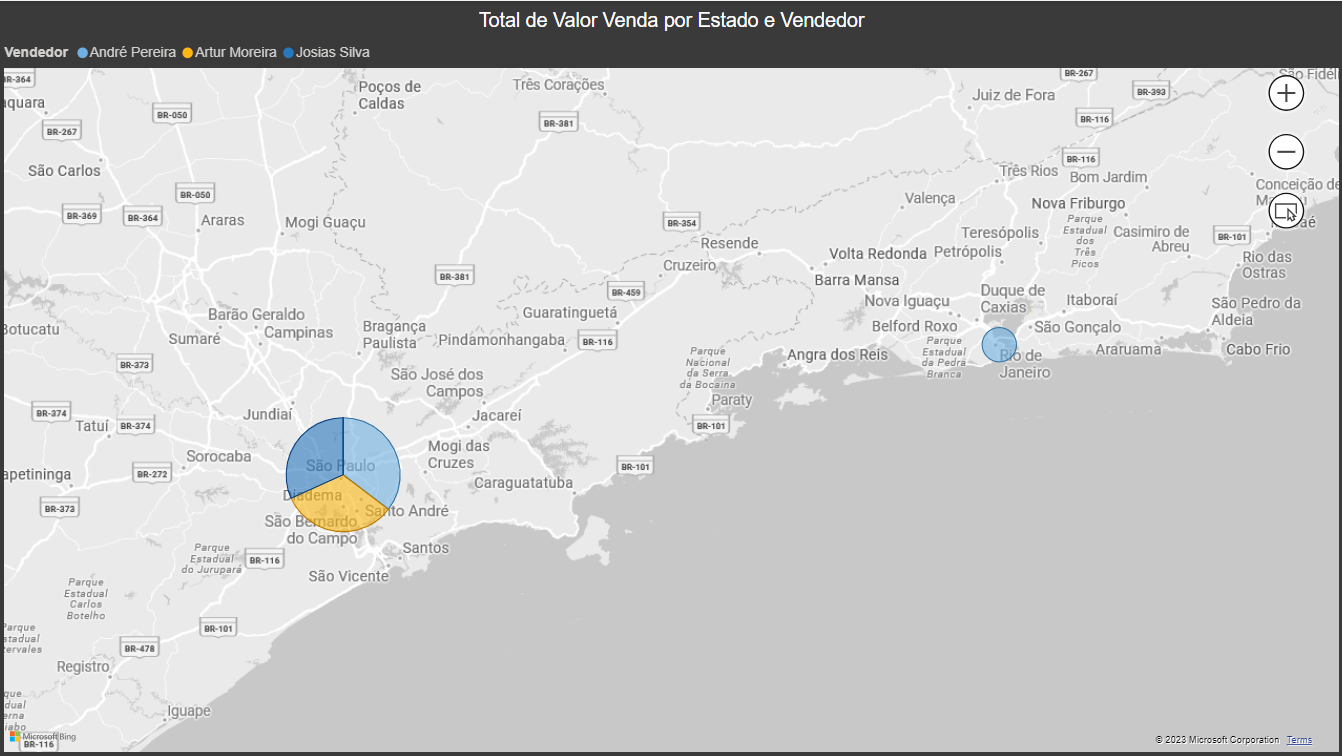 Total de Valor Venda por Estado e Vendedor
Vendedor André Pereira Artur Moreira Josias Silva
BR-364
aquara
BR-267
São Carlos
BR-050
Poços de
Caldas
Três Corações
BR-381
BR-267
São Fidél
Juiz de Fora
BR-393
BR-116
BR-050
BR-369
BR-364
Araras
Mogi Guaçu
BR-354
Valença
Três Rios
BR-116
Bom Jardim
Conceição de
Nova Friburgo
Parque
Estadual
dos
Três
Picos
Teresópolis
Casimiro de
Abreu
BR-101
Resende
Cruzeiro
Volta Redonda
Petrópolis
Barra Mansa
Rio das
Ostras
BR-381
BR-459
Nova Iguaçu
Duque de
Caxias
Itaboraí
São Pedro da
Aldeia
Botucatu
Barão Geraldo
Sumaré
Campinas
Bragança
Paulista
Guaratinguetá
Pindamonhangaba
BR-116
Belford Roxo
São Gonçalo
Parque
Estadual
da Pedra
Branca
Rio de
Janeiro
Araruama
Cabo Frio
BR-373
Parque
Nacional
da Serra
da Bocaina
Angra dos Reis
Paraty
BR-101
São José dos
Campos
Jacareí
BR-374
Tatuí
BR-374
Jundiaí
Sorocaba
São Paulo
Mogi das
Cruzes
BR-101
Caraguatatuba
apetininga
BR-272
BR-373
Diadema
Santo André
São Bernardo
do Campo
Santos
São Vicente
Parque
Estadual
do Jurupará
BR-116
Parque
Estadual
Carlos
Botelho
BR-101
BR-478
Parque
stadual
tervales
Registro
Iguape
que
dual
Microsoft Bing
BR-116
© 2023 Microsoft Corporation Terms